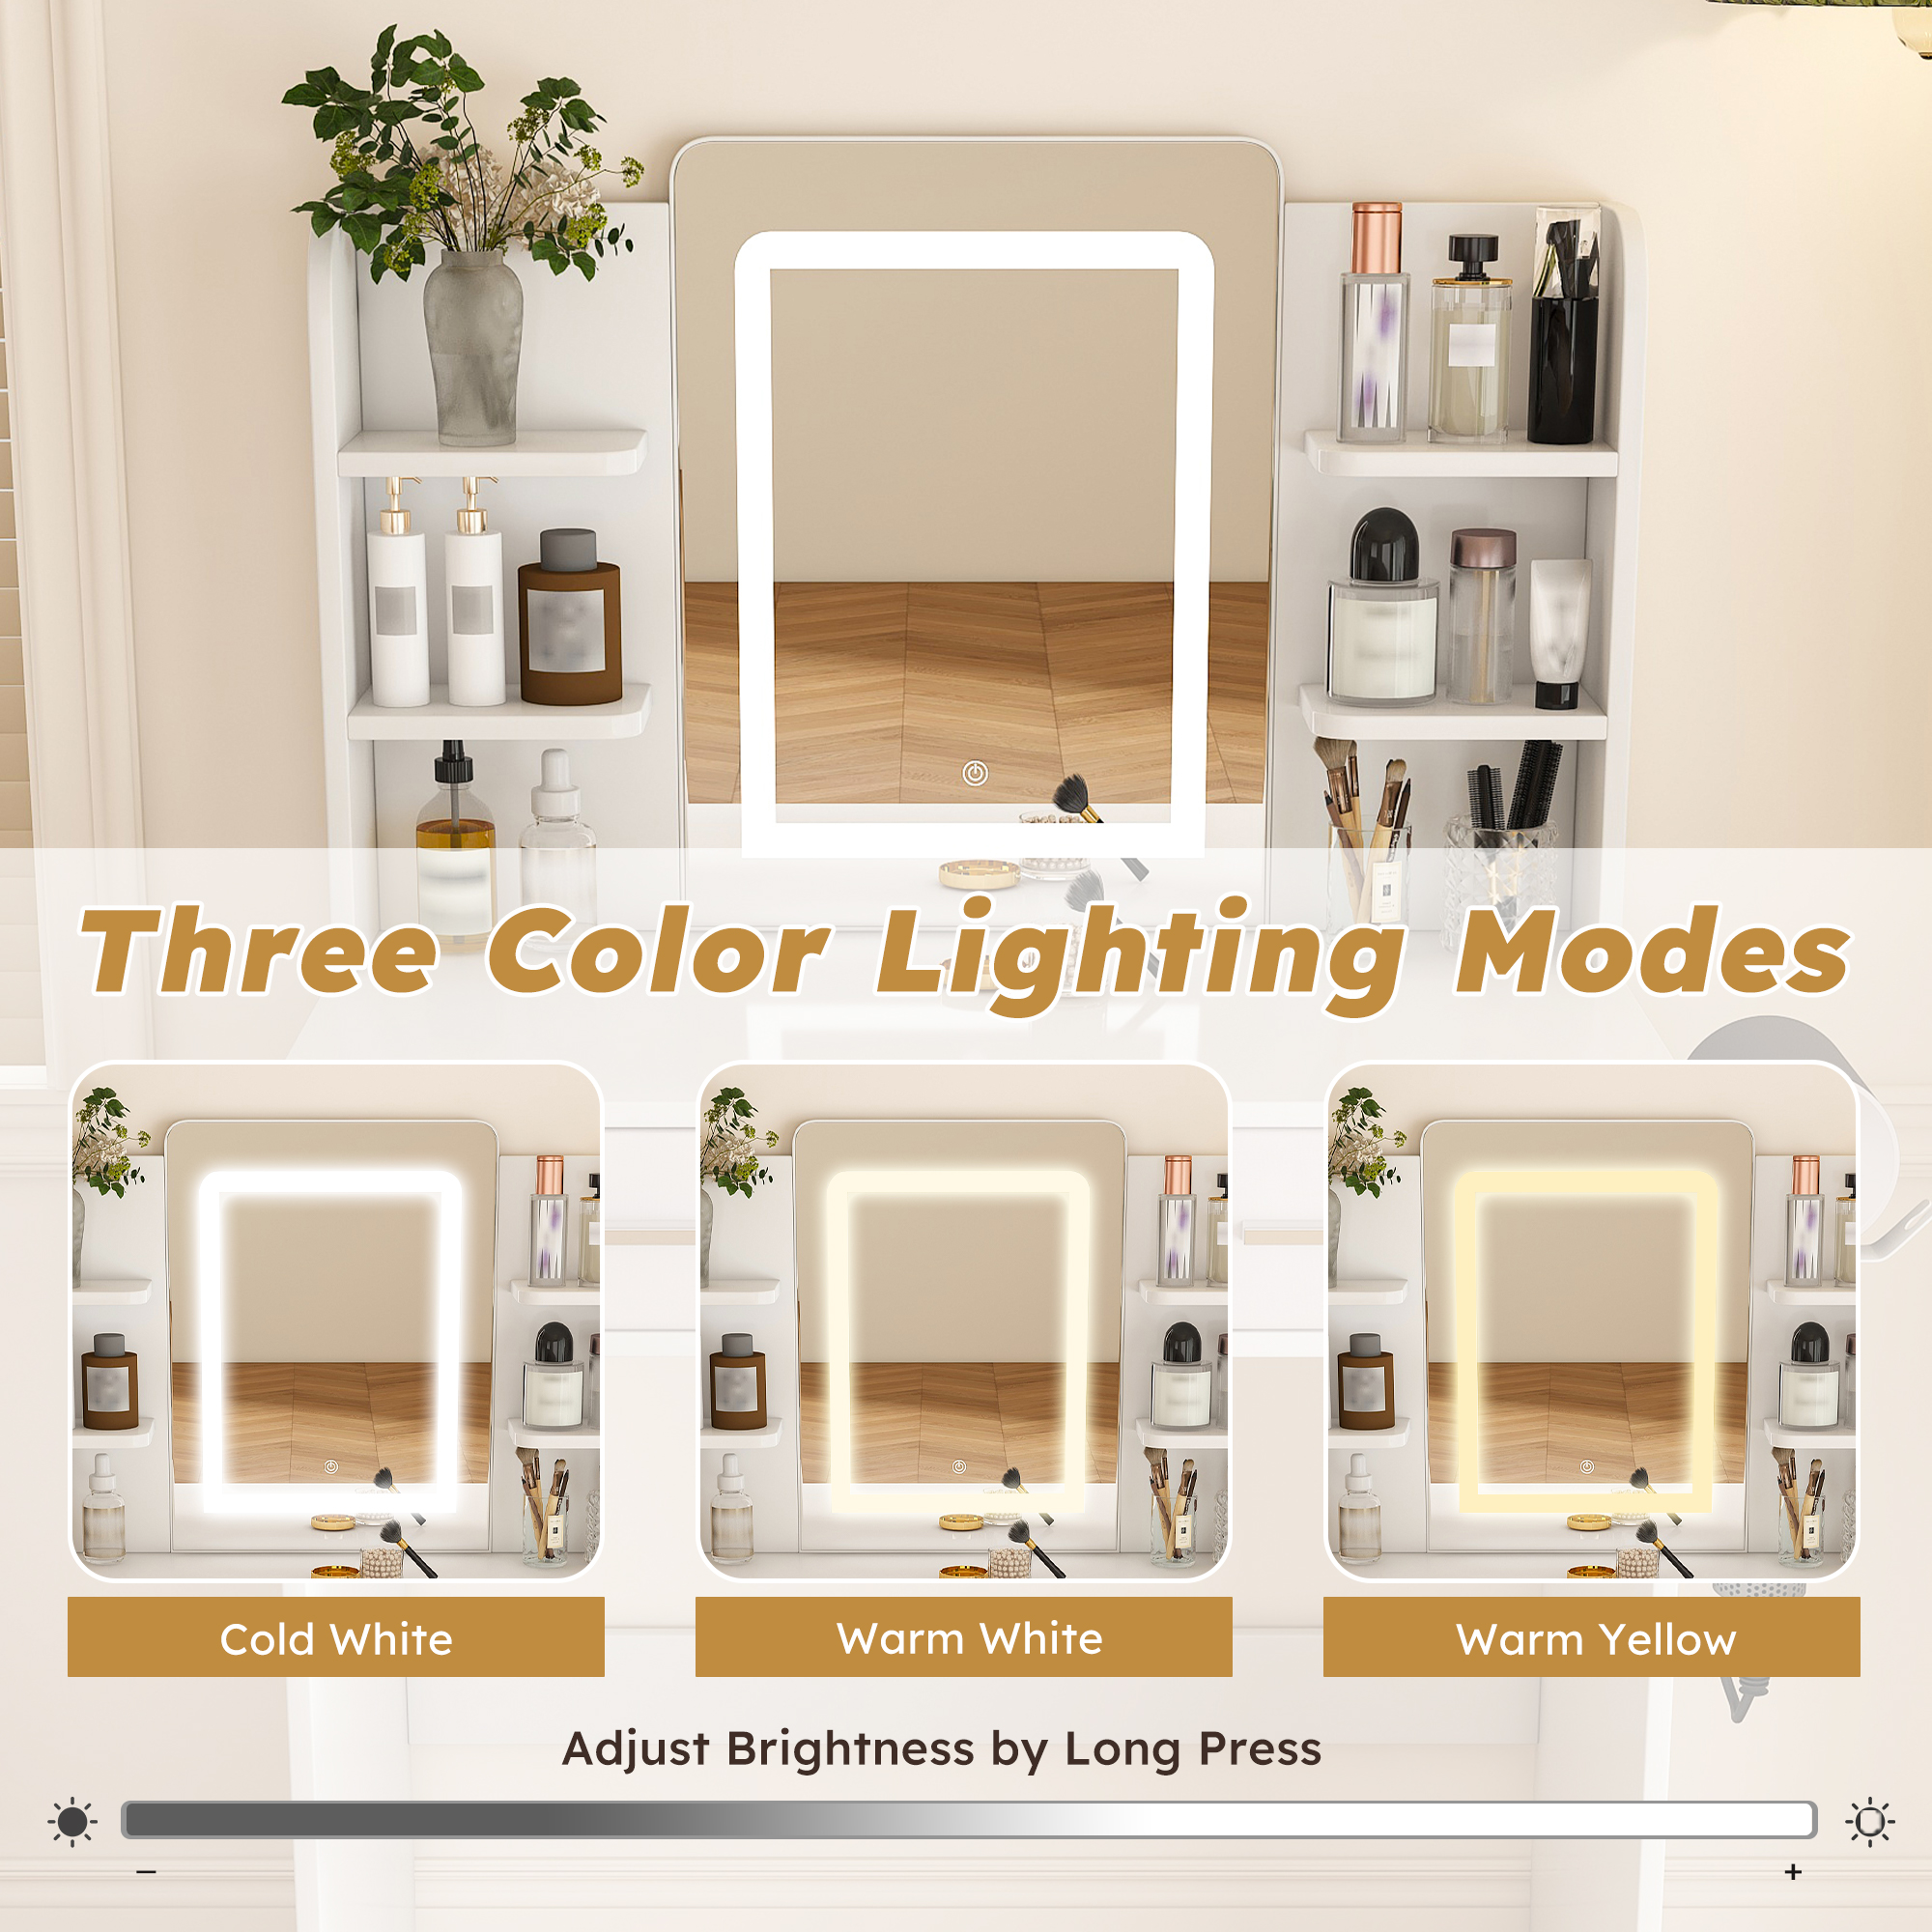 Three Color Lighting Modes
Cold White
Warm White
Warm Yellow
Adjust Brightness by Long Press
− +